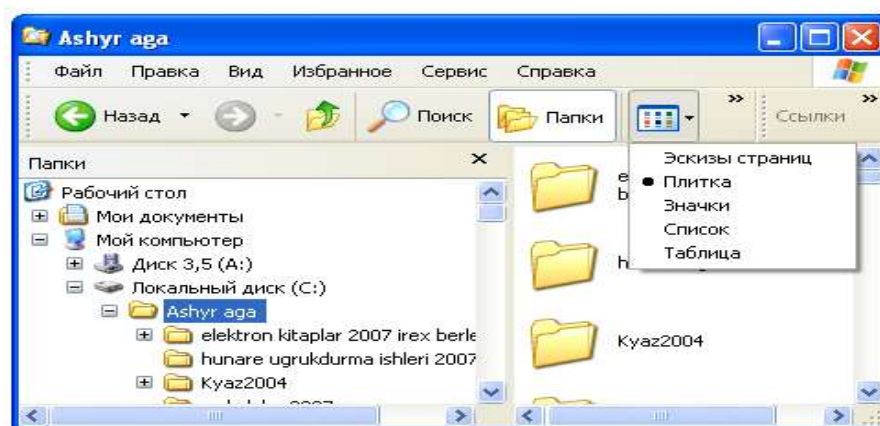 Ashyr aga
Файл Правка Вид Избранное Сервис Справка
Назад Поиск Папки » Ссылки »
Папки
Рабочий стол
Мои документы
Мой компьютер
Диск 3,5 (A:)
Локальный диск (C:)
Ashyr aga
elektron kitaplar 2007 irex berle
hunare ugrukdurma ishleri 2007
Kyaz2004
Эскизы страниц
Плитка
Значки
Список
Таблица
Kyaz2004